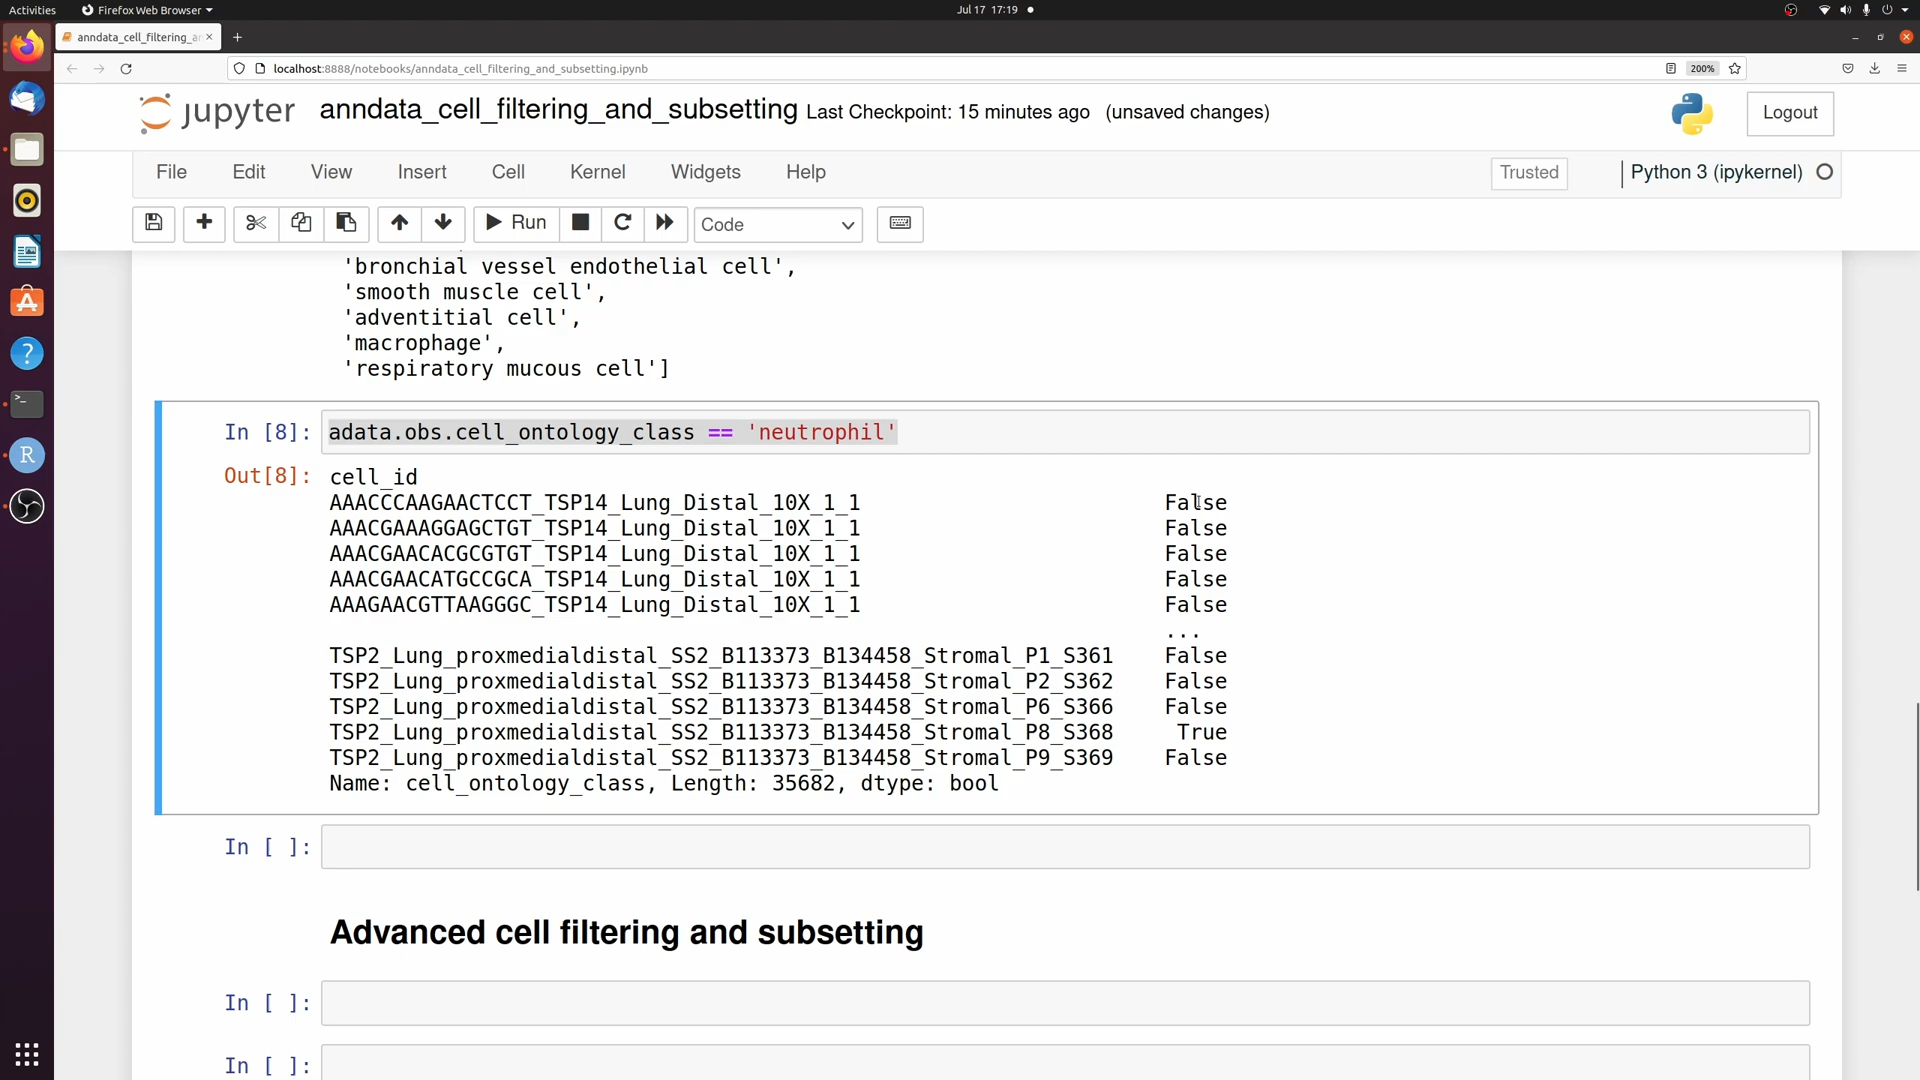 Activities
Firefox Web Browser
Jul 17 17:19
anndata_cell_filtering_a
localhost:8888/notebooks/anndata_cell_filtering_and_subsetting.ipynb
200%
jupyter
anndata_cell_filtering_and_subsetting Last Checkpoint: 15 minutes ago (unsaved changes)
Logout
File Edit View Insert Cell Kernel Widgets Help
Trusted
Python 3 (ipykernel)
Run
Code
'bronchial vessel endothelial cell',
'smooth muscle cell',
'adventitial cell',
'macrophage',
'respiratory mucous cell']
In [8]: adata.obs.cell_ontology_class == 'neutrophil'
Out[8]: cell_id
AAACCCAAGAACTCCT_TSP14_Lung_Distal_10X_1_1 False
AAACGAAAGGAGCTGT_TSP14_Lung_Distal_10X_1_1 False
AAACGAACACGCGTGT_TSP14_Lung_Distal_10X_1_1 False
AAACGAACATGCCGCA_TSP14_Lung_Distal_10X_1_1 False
AAAGAACGTTAAGGGC_TSP14_Lung_Distal_10X_1_1 False
...
TSP2_Lung_proxmedialdistal_SS2_B113373_B134458_Stromal_P1_S361 False
TSP2_Lung_proxmedialdistal_SS2_B113373_B134458_Stromal_P2_S362 False
TSP2_Lung_proxmedialdistal_SS2_B113373_B134458_Stromal_P6_S366 False
TSP2_Lung_proxmedialdistal_SS2_B113373_B134458_Stromal_P8_S368 True
TSP2_Lung_proxmedialdistal_SS2_B113373_B134458_Stromal_P9_S369 False
Name: cell_ontology_class, Length: 35682, dtype: bool
In [ ]:
Advanced cell filtering and subsetting
In [ ]:
In [ ]: